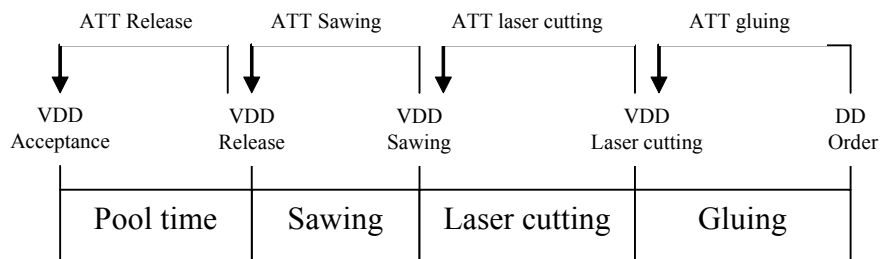 ATT Release ATT Sawing ATT laser cutting ATT gluing
VDD VDD VDD VDD DD
Acceptance Release Sawing Laser cutting Order
Pool time Sawing Laser cutting Gluing